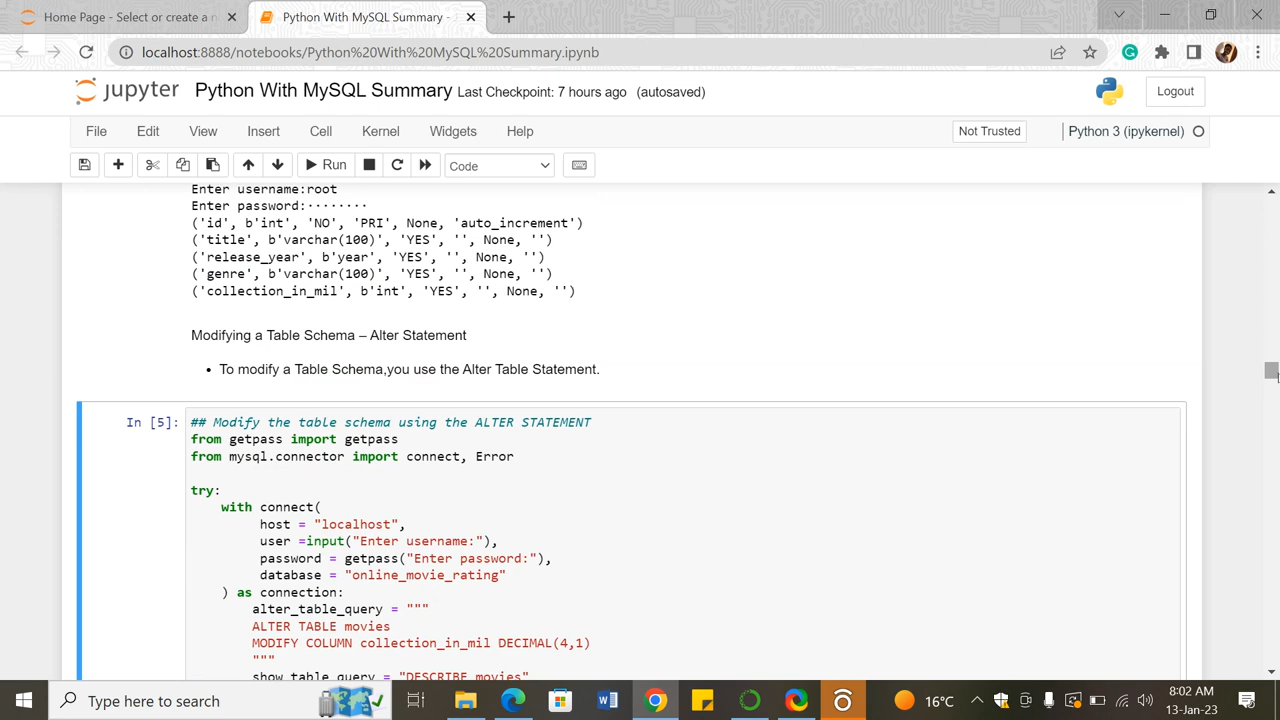 Home Page - Select or create a n
Python With MySQL Summary -
localhost:8888/notebooks/Python%20With%20MySQL%20Summary.ipynb
jupyter Python With MySQL Summary Last Checkpoint: 7 hours ago (autosaved)
Logout
File Edit View Insert Cell Kernel Widgets Help
Not Trusted
Python 3 (ipykernel)
Run
Code
Enter username:root
Enter password:········
('id', b'int', 'NO', 'PRI', None, 'auto_increment')
('title', b'varchar(100)', 'YES', '', None, '')
('release_year', b'year', 'YES', '', None, '')
('genre', b'varchar(100)', 'YES', '', None, '')
('collection_in_mil', b'int', 'YES', '', None, '')
Modifying a Table Schema – Alter Statement
• To modify a Table Schema,you use the Alter Table Statement.
In [5]:
## Modify the table schema using the ALTER STATEMENT
from getpass import getpass
from mysql.connector import connect, Error
try:
with connect(
host = "localhost",
user =input("Enter username:"),
password = getpass("Enter password:"),
database = "online_movie_rating"
) as connection:
alter_table_query = """
ALTER TABLE movies
MODIFY COLUMN collection_in_mil DECIMAL(4,1)
"""
show_table_query = "DESCRIBE movies"
Type here to search
16°C
8:02 AM
13-Jan-23